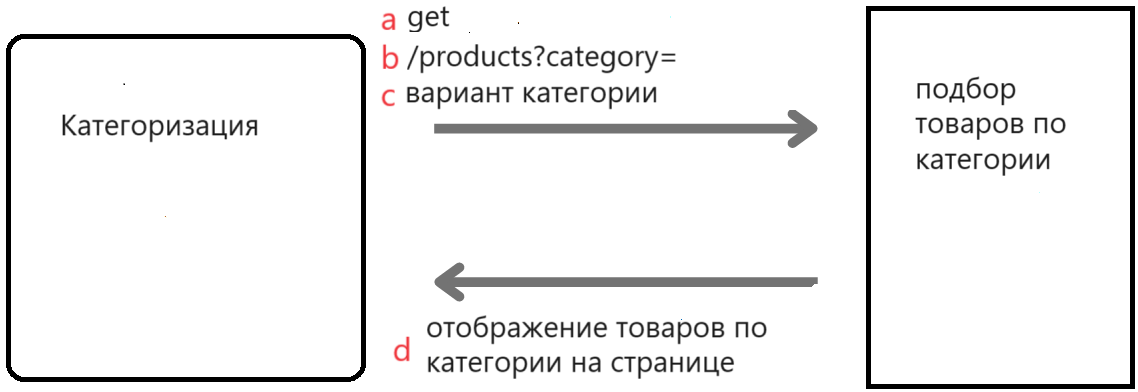 a get
b /products?category=
c вариант категории
Категоризация
подбор
товаров по
категории
d отображение товаров по
категории на странице